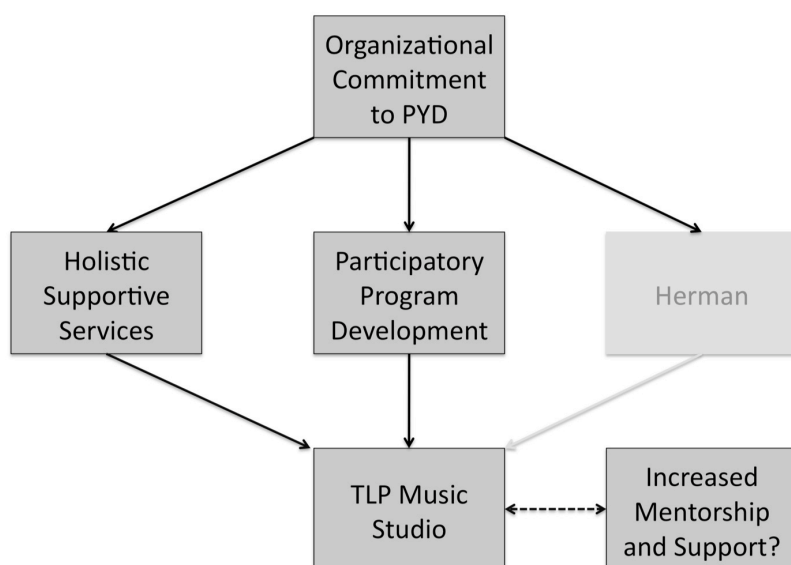 Organizational
Commitment
to PYD
Holistic
Supportive
Services
Participatory
Program
Development
Herman
TLP Music
Studio
Increased
Mentorship
and Support?